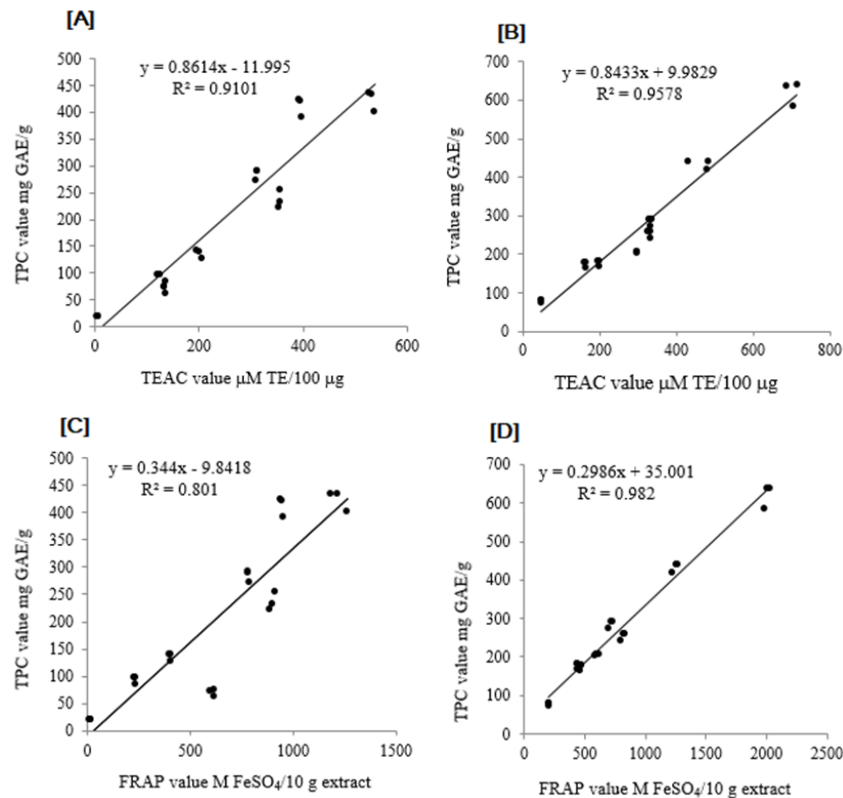 [A]
y = 0.8614x - 11.995
R² = 0.9101
500
450
400
350
300
250
200
150
100
50
0
0 200 400 600
TPC value mg GAE/g
TEAC value µM TE/100 µg
[B]
y = 0.8433x + 9.9829
R² = 0.9578
700
600
500
400
300
200
100
0
0 200 400 600 800
TPC value mg GAE/g
TEAC value µM TE/100 µg
[C]
y = 0.344x - 9.8418
R² = 0.801
500
450
400
350
300
250
200
150
100
50
0
0 500 1000 1500
TPC value mg GAE/g
FRAP value M FeSO₄/10 g extract
[D]
y = 0.2986x + 35.001
R² = 0.982
700
600
500
400
300
200
100
0
0 500 1000 1500 2000 2500
TPC value mg GAE/g
FRAP value M FeSO₄/10 g extract